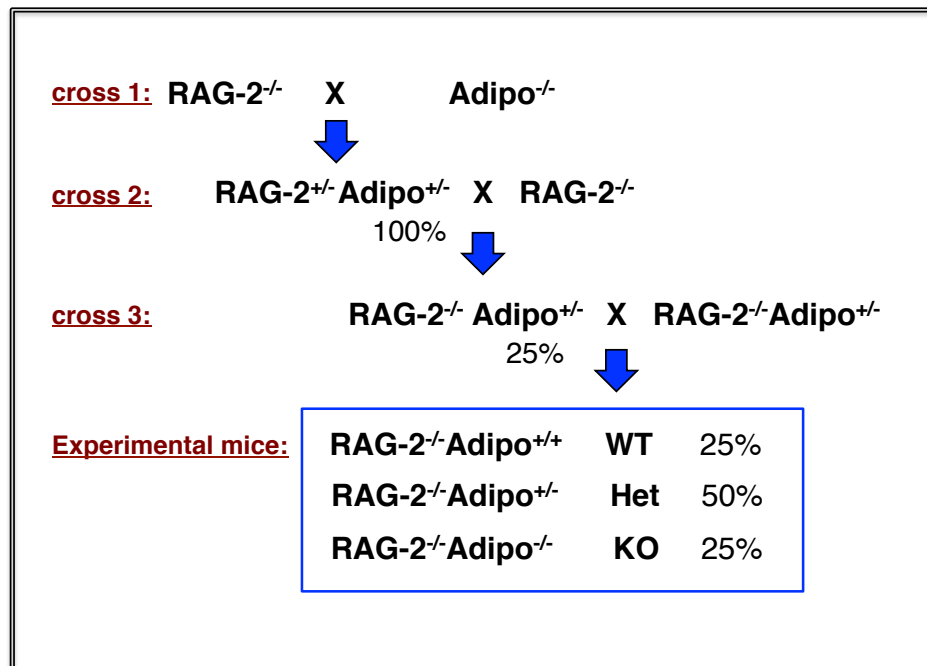 cross 1: RAG-2-/- X Adipo-/-
cross 2: RAG-2+/- Adipo+/- X RAG-2-/-
100%
cross 3: RAG-2-/- Adipo+/- X RAG-2-/-Adipo+/-
25%
Experimental mice: RAG-2-/-Adipo+/+ WT 25%
RAG-2-/-Adipo+/- Het 50%
RAG-2-/-Adipo-/- KO 25%